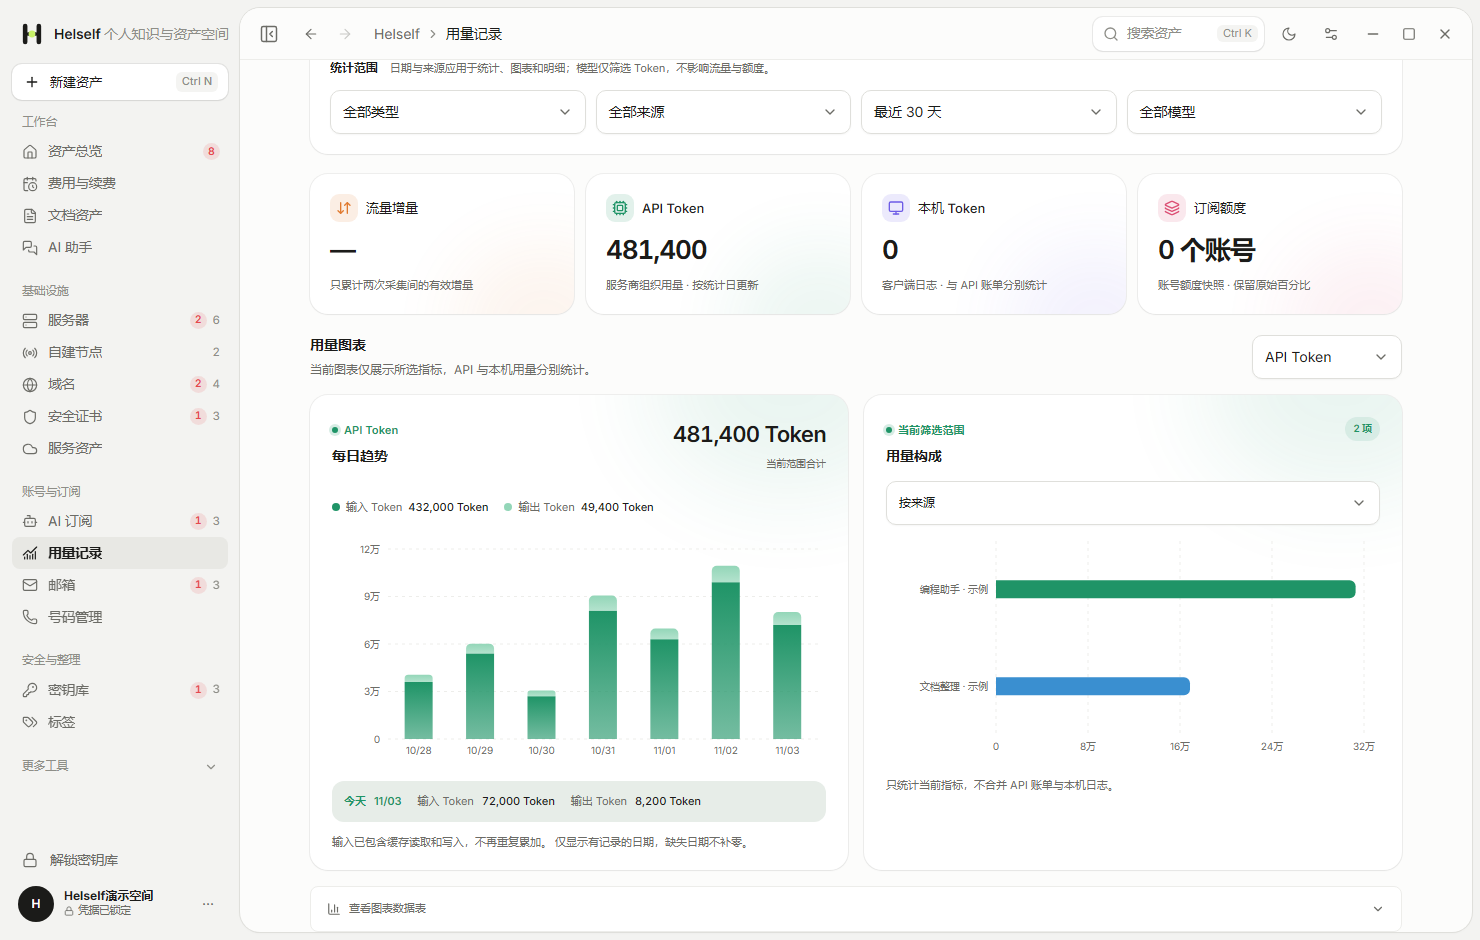 Helself 个人知识与资产空间
新建资产 Ctrl N
工作台
资产总览 8
费用与续费
文档资产
AI 助手
基础设施
服务器 2 6
自建节点 2
域名 2 4
安全证书 1 3
服务资产
账号与订阅
AI 订阅 1 3
用量记录
邮箱 1 3
号码管理
安全与整理
密钥库 1 3
标签
更多工具
解锁密钥库
H
Helself演示空间
凭据已锁定
Helself 用量记录
搜索资产 Ctrl K
统计范围 日期与来源应用于统计、图表和明细；模型仅筛选 Token，不影响流量与额度。
全部类型 全部来源 最近 30 天 全部模型
流量增量
—
只累计两次采集间的有效增量
API Token
481,400
服务商组织用量 · 按统计日更新
本机 Token
0
客户端日志 · 与 API 账单分别统计
订阅额度
0 个账号
账号额度快照 · 保留原始百分比
用量图表
当前图表仅展示所选指标，API 与本机用量分别统计。
API Token
API Token
每日趋势
481,400 Token
当前范围合计
输入 Token 432,000 Token 输出 Token 49,400 Token
12万
9万
6万
3万
0
10/28 10/29 10/30 10/31 11/01 11/02 11/03
今天 11/03 输入 Token 72,000 Token 输出 Token 8,200 Token
输入已包含缓存读取和写入，不再重复累加。 仅显示有记录的日期，缺失日期不补零。
当前筛选范围
用量构成
2 项
按来源
编程助手 · 示例
文档整理 · 示例
0 8万 16万 24万 32万
只统计当前指标，不合并 API 账单与本机日志。
查看图表数据表